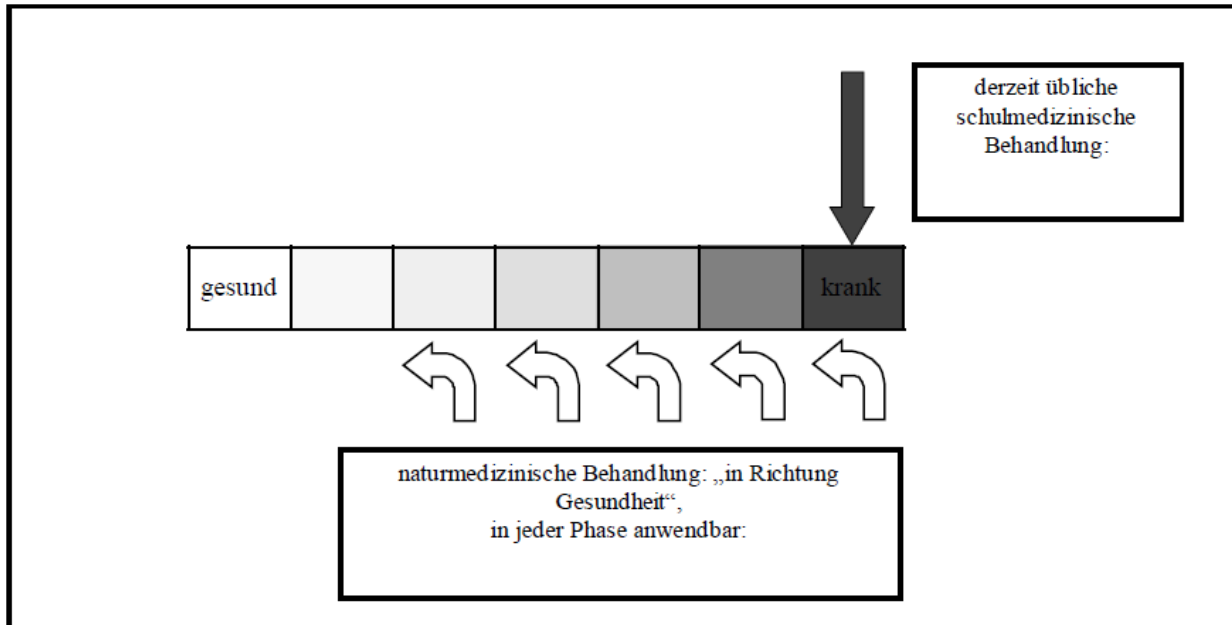 derzeit übliche
schulmedizinische
Behandlung:
gesund
krank
naturmedizinische Behandlung: „in Richtung
Gesundheit“,
in jeder Phase anwendbar: